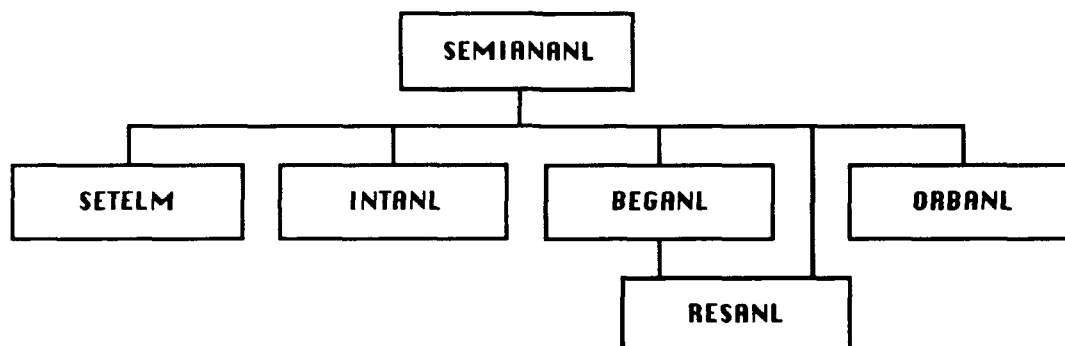 SEMIANANL
SETELM
INTANL
BEGANL
ORBANL
RESANL